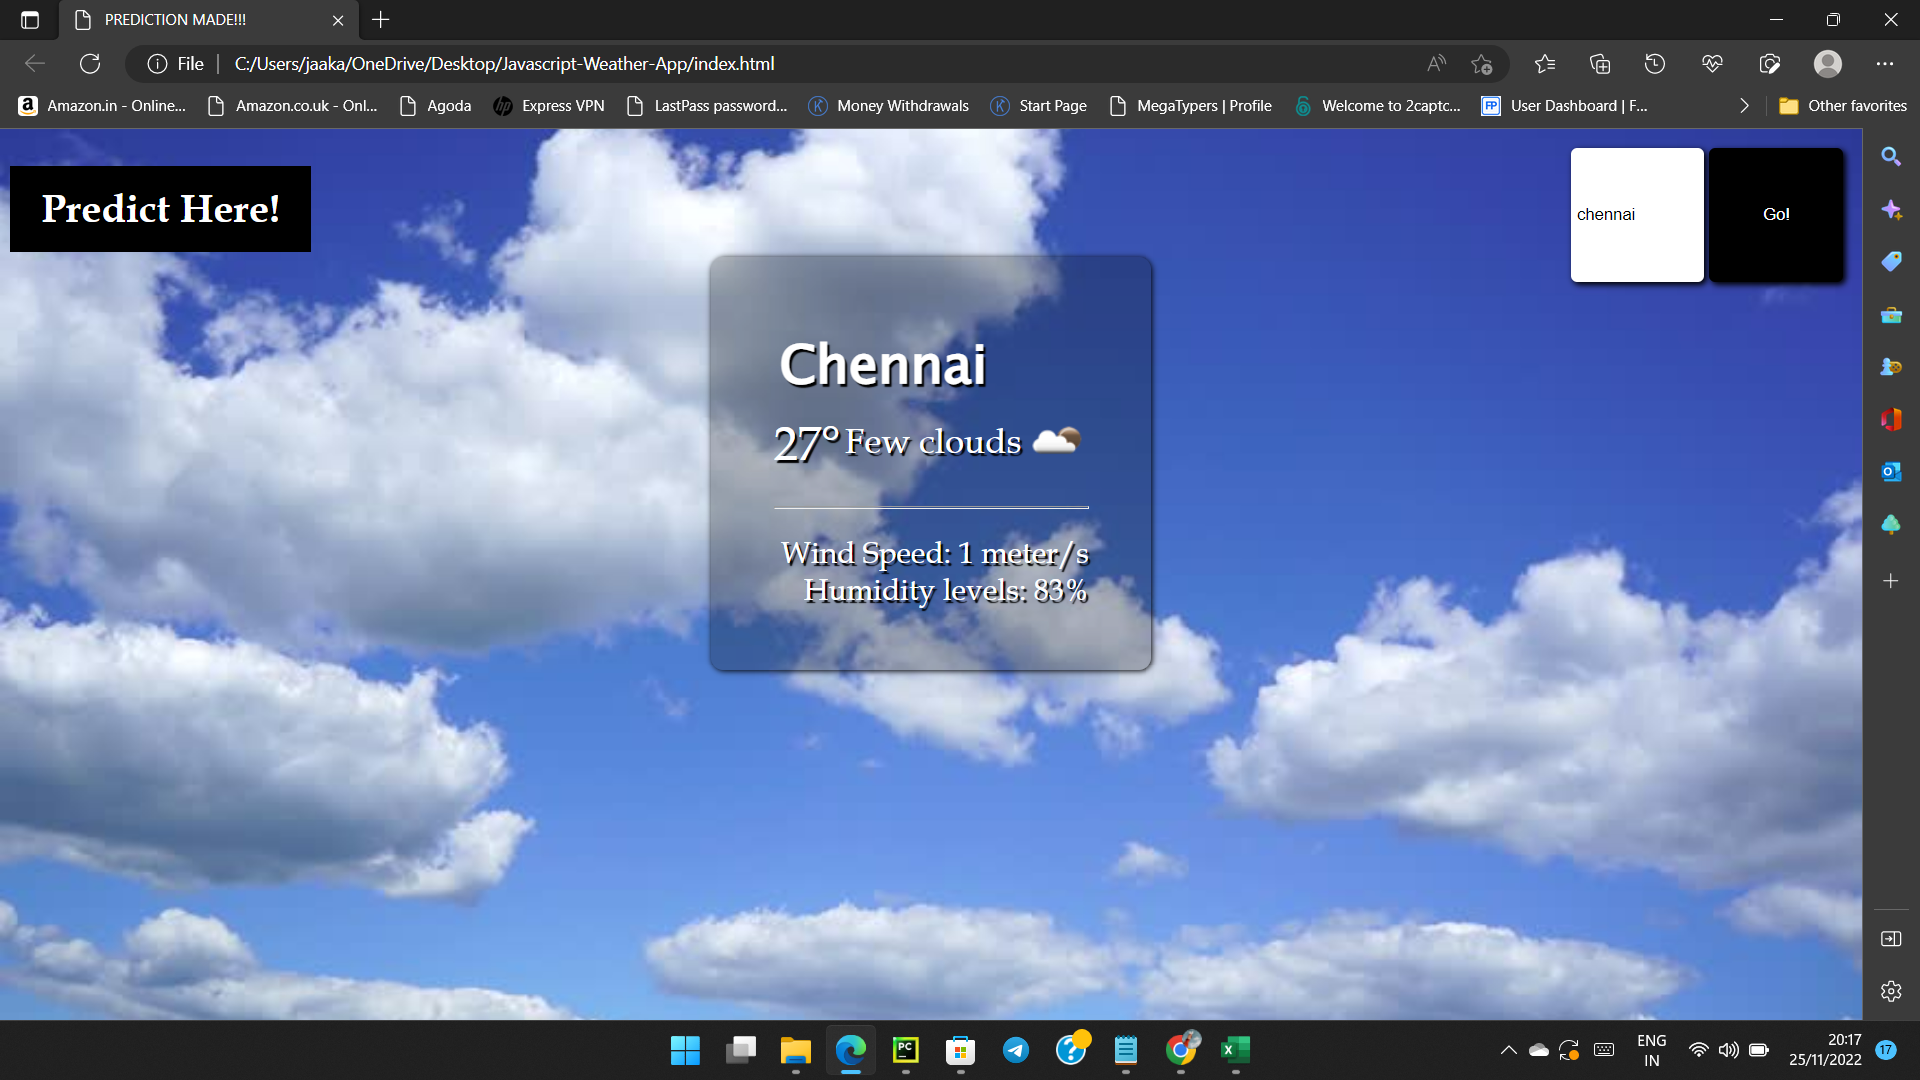 PREDICTION MADE!!!
File
C:/Users/jaaka/OneDrive/Desktop/Javascript-Weather-App/index.html
Amazon.in - Online... Amazon.co.uk - Onl... Agoda Express VPN LastPass password... Money Withdrawals Start Page MegaTypers | Profile Welcome to 2captc... User Dashboard | F... Other favorites
Predict Here!
chennai
Go!
Chennai
27° Few clouds
Wind Speed: 1 meter/s
Humidity levels: 83%
ENG
IN
20:17
25/11/2022
17